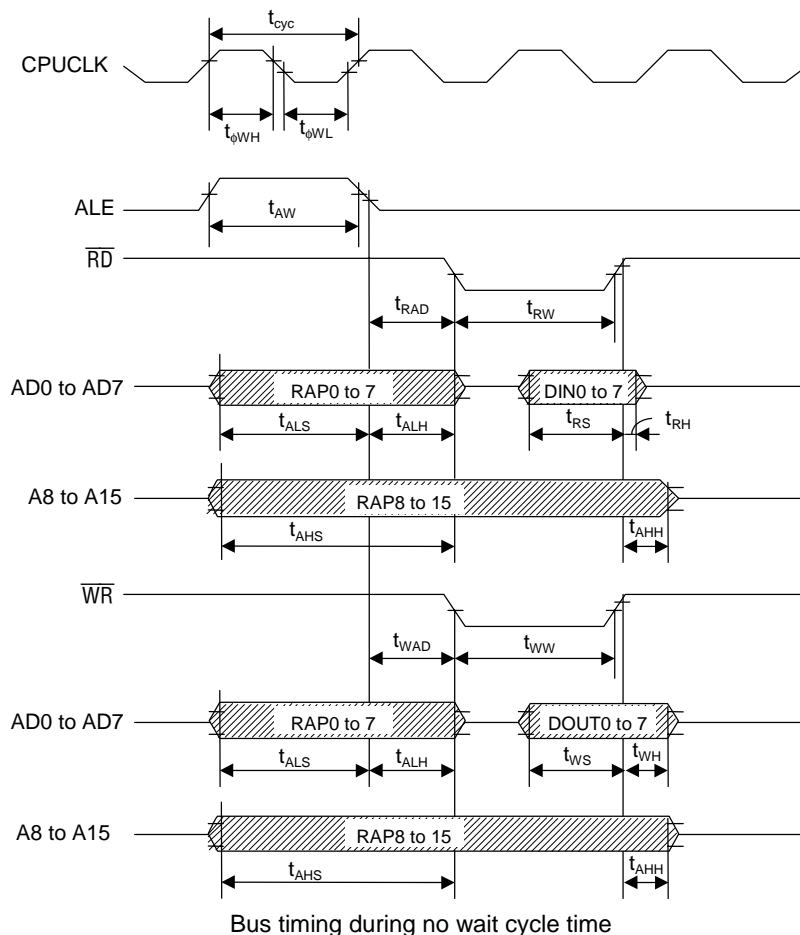 tcyc
CPUCLK
tϕWH tϕWL
ALE
tAW
RD
tRAD tRW
AD0 to AD7 RAP0 to 7 DIN0 to 7
tALS tALH tRS tRH
A8 to A15 RAP8 to 15
tAHS tAHH
WR
tWAD tWW
AD0 to AD7 RAP0 to 7 DOUT0 to 7
tALS tALH tWS tWH
A8 to A15 RAP8 to 15
tAHS tAHH
Bus timing during no wait cycle time